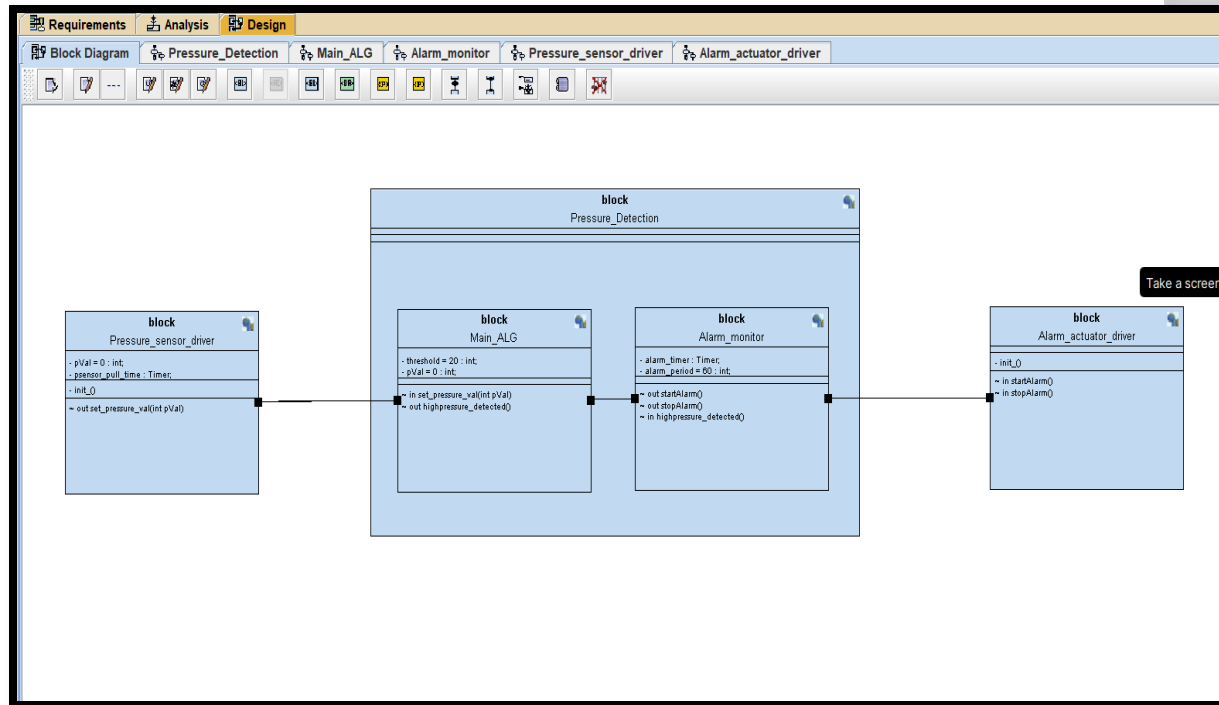 Requirements Analysis Design
Block Diagram Pressure_Detection Main_ALG Alarm_monitor Pressure_sensor_driver Alarm_actuator_driver
block
Pressure_Detection
Take a screen
block
Pressure_sensor_driver
- pVal = 0 : int;
- psensor_pull_time : Timer;
- init_()
~ out set_pressure_val(int pVal)
block
Main_ALG
- threshold = 20 : int;
- pVal = 0 : int;
~ in set_pressure_val(int pVal)
~ out highpressure_detected()
block
Alarm_monitor
- alarm_timer : Timer;
- alarm_period = 60 : int;
~ out startAlarm()
~ out stopAlarm()
~ in highpressure_detected()
block
Alarm_actuator_driver
- init_()
~ in startAlarm()
~ in stopAlarm()